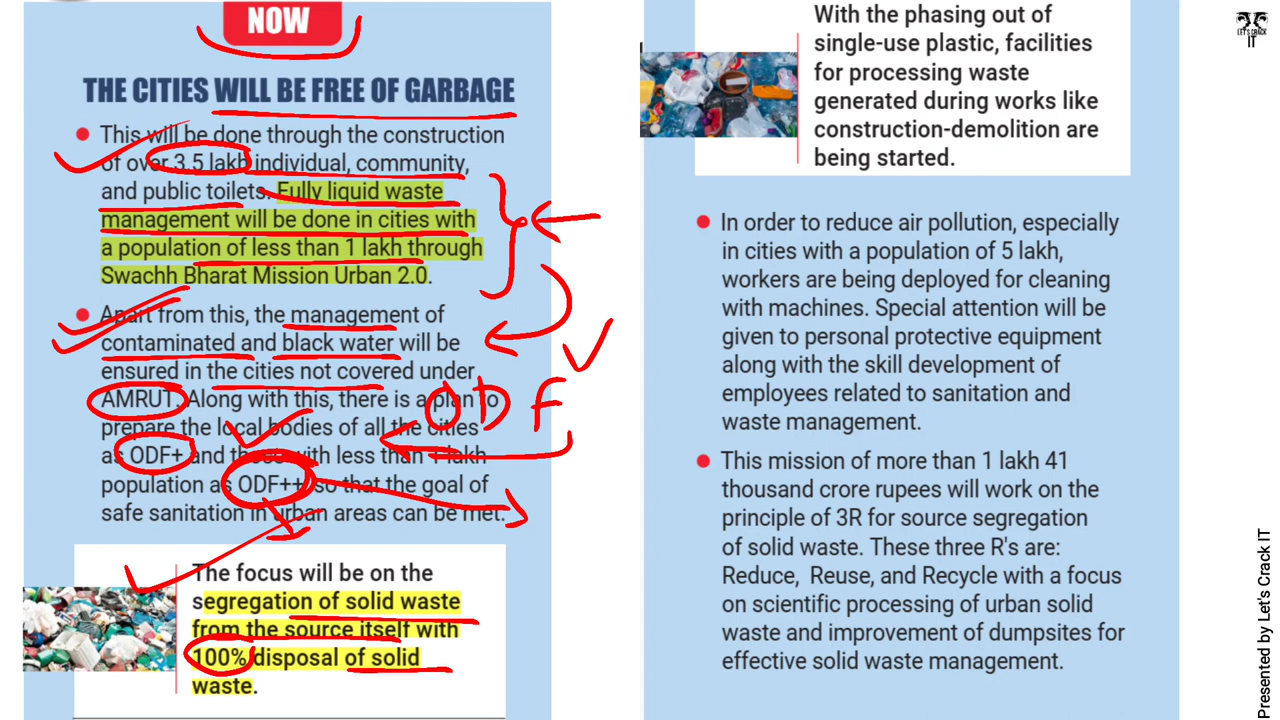 NOW
THE CITIES WILL BE FREE OF GARBAGE
This will be done through the construction
of over 3.5 lakh individual, community,
and public toilets. Fully liquid waste
management will be done in cities with
a population of less than 1 lakh through
Swachh Bharat Mission Urban 2.0.
Apart from this, the management of
contaminated and black water will be
ensured in the cities not covered under
AMRUT. Along with this, there is a plan to
prepare the local bodies of all the cities
as ODF+ and those with less than 1 lakh
population as ODF++ so that the goal of
safe sanitation in urban areas can be met.
ODF
The focus will be on the
segregation of solid waste
from the source itself with
100% disposal of solid
waste.
With the phasing out of
single-use plastic, facilities
for processing waste
generated during works like
construction-demolition are
being started.
In order to reduce air pollution, especially
in cities with a population of 5 lakh,
workers are being deployed for cleaning
with machines. Special attention will be
given to personal protective equipment
along with the skill development of
employees related to sanitation and
waste management.
This mission of more than 1 lakh 41
thousand crore rupees will work on the
principle of 3R for source segregation
of solid waste. These three R's are:
Reduce, Reuse, and Recycle with a focus
on scientific processing of urban solid
waste and improvement of dumpsites for
effective solid waste management.
LET'S CRACK
IT
Presented by Let's Crack IT